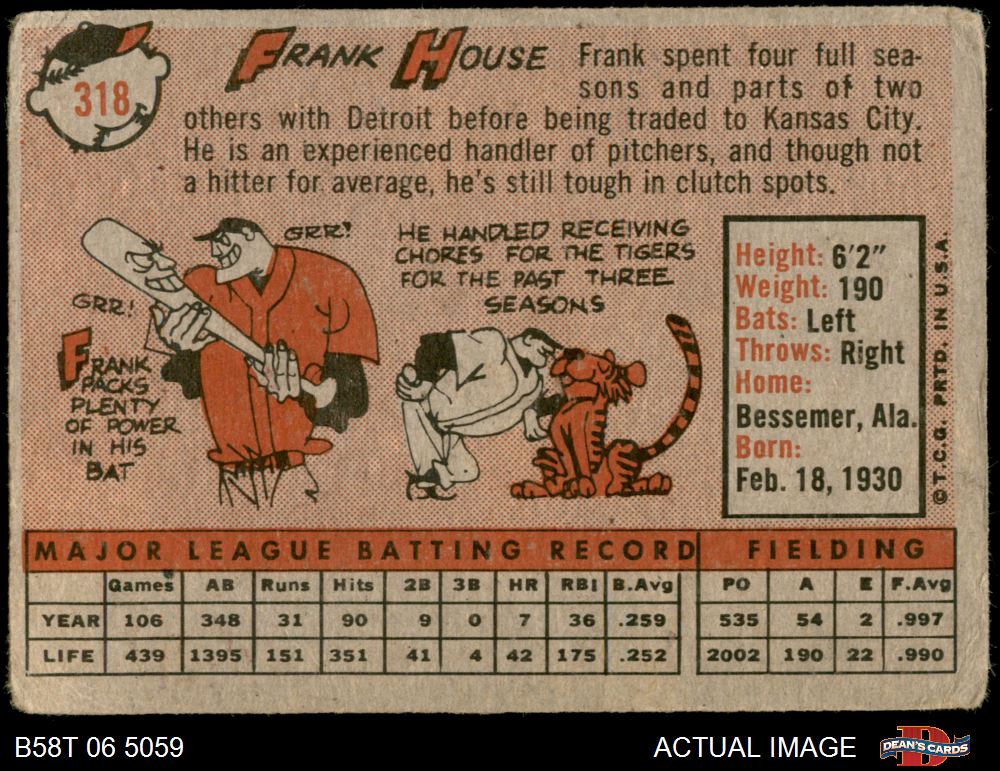 318
FRANK HOUSE
Frank spent four full sea-
sons and parts of two
others with Detroit before being traded to Kansas City.
He is an experienced handler of pitchers, and though not
a hitter for average, he's still tough in clutch spots.
GRR!
GRR!
FRANK
PACKS
PLENTY
OF POWER
IN HIS
BAT
HE HANDLED RECEIVING
CHORES FOR THE TIGERS
FOR THE PAST THREE
SEASONS
Height: 6'2"
Weight: 190
Bats: Left
Throws: Right
Home:
Bessemer, Ala.
Born:
Feb. 18, 1930
© T.C.G. PRTD. IN U.S.A.
MAJOR LEAGUE BATTING RECORD FIELDING
Games AB Runs Hits 2B 3B HR RBI B.Avg PO A E F.Avg
YEAR 106 348 31 90 9 0 7 36 .259 535 54 2 .997
LIFE 439 1395 151 351 41 4 42 175 .252 2002 190 22 .990
B58T 06 5059 ACTUAL IMAGE DEAN'S CARDS